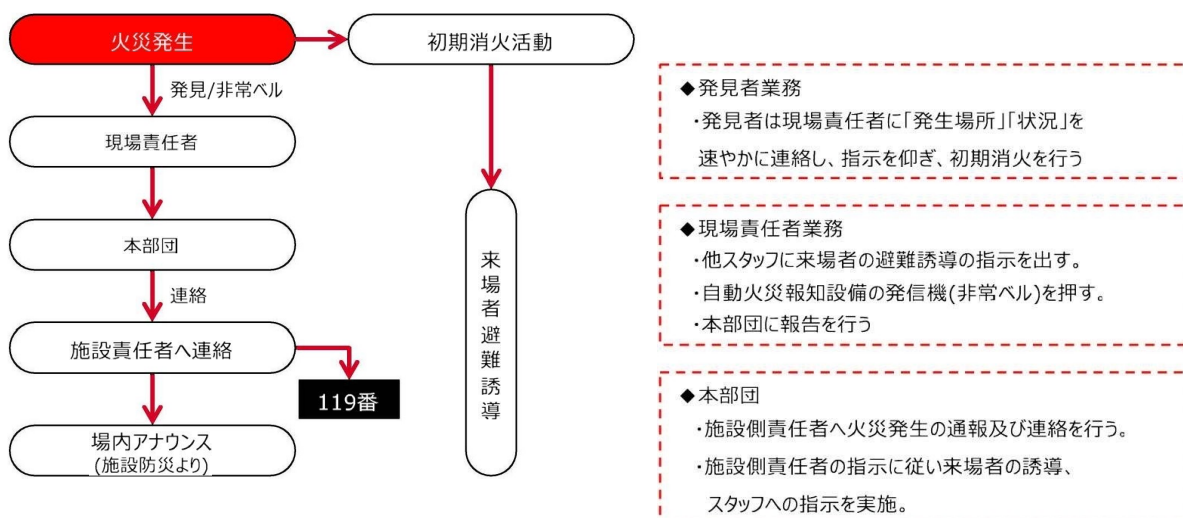 火災発生
初期消火活動
発見/非常ベル
現場責任者
本部団
連絡
施設責任者へ連絡
119番
場内アナウンス
(施設防災より)
来場者避難誘導
◆発見者業務
・発見者は現場責任者に「発生場所」「状況」を
速やかに連絡し、指示を仰ぎ、初期消火を行う
◆現場責任者業務
・他スタッフに来場者の避難誘導の指示を出す。
・自動火災報知設備の発信機(非常ベル)を押す。
・本部団に報告を行う
◆本部団
・施設側責任者へ火災発生の通報及び連絡を行う。
・施設側責任者の指示に従い来場者の誘導、
スタッフへの指示を実施。